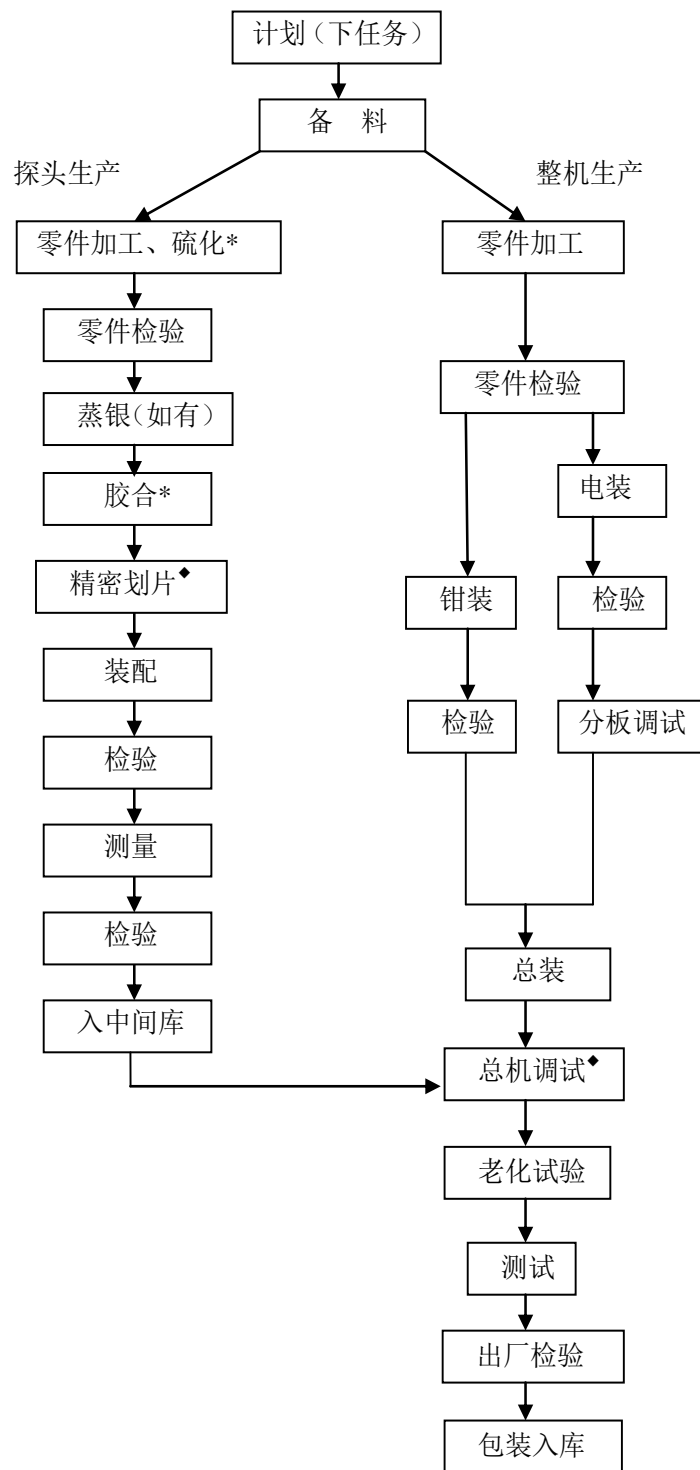 计划（下任务）
备　料
探头生产
整机生产
零件加工、硫化*
零件加工
零件检验
零件检验
蒸银（如有）
胶合*
电装
精密划片◆
钳装
检验
装配
检验
分板调试
检验
测量
检验
总装
入中间库
总机调试◆
老化试验
测试
出厂检验
包装入库